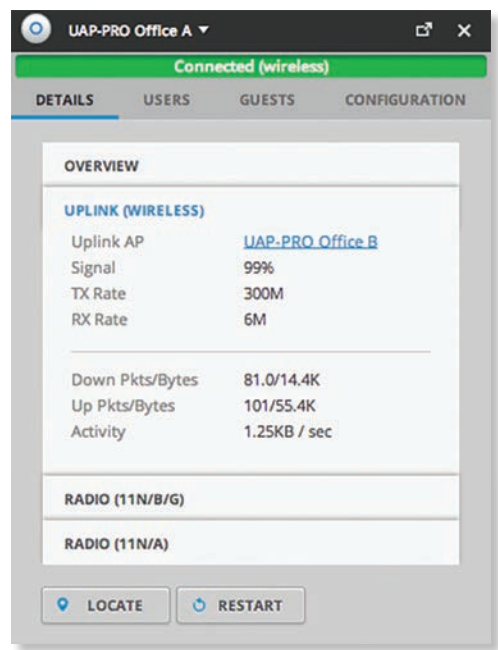 UAP-PRO Office A
Connected (wireless)
DETAILS USERS GUESTS CONFIGURATION
OVERVIEW
UPLINK (WIRELESS)
Uplink AP UAP-PRO Office B
Signal 99%
TX Rate 300M
RX Rate 6M
Down Pkts/Bytes 81.0/14.4K
Up Pkts/Bytes 101/55.4K
Activity 1.25KB / sec
RADIO (11N/B/G)
RADIO (11N/A)
LOCATE RESTART